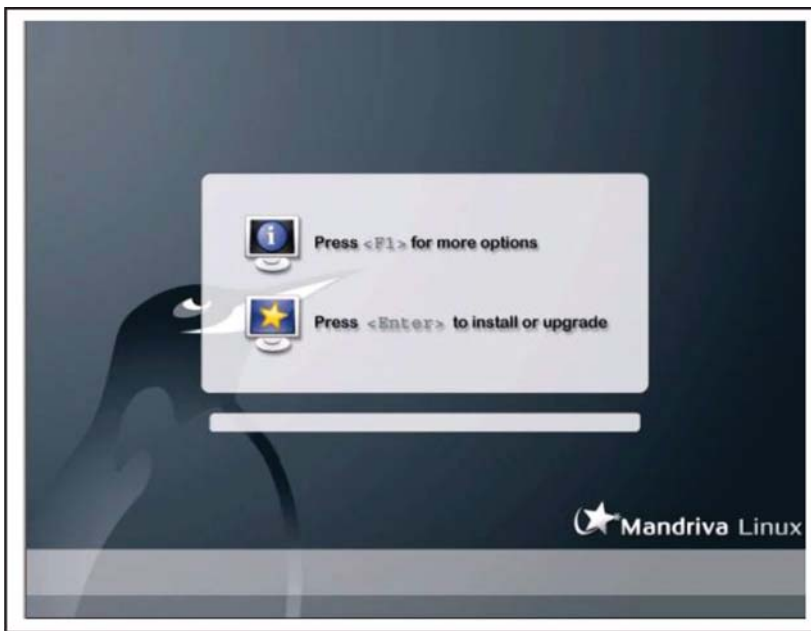 Press <F1> for more options
Press <Enter> to install or upgrade
Mandriva Linux